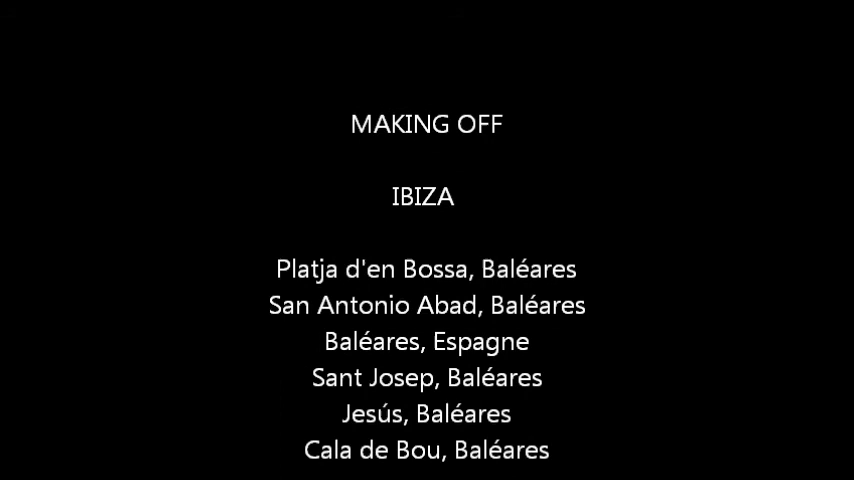 MAKING OFF
IBIZA
Platja d'en Bossa, Baléares
San Antonio Abad, Baléares
Baléares, Espagne
Sant Josep, Baléares
Jesús, Baléares
Cala de Bou, Baléares